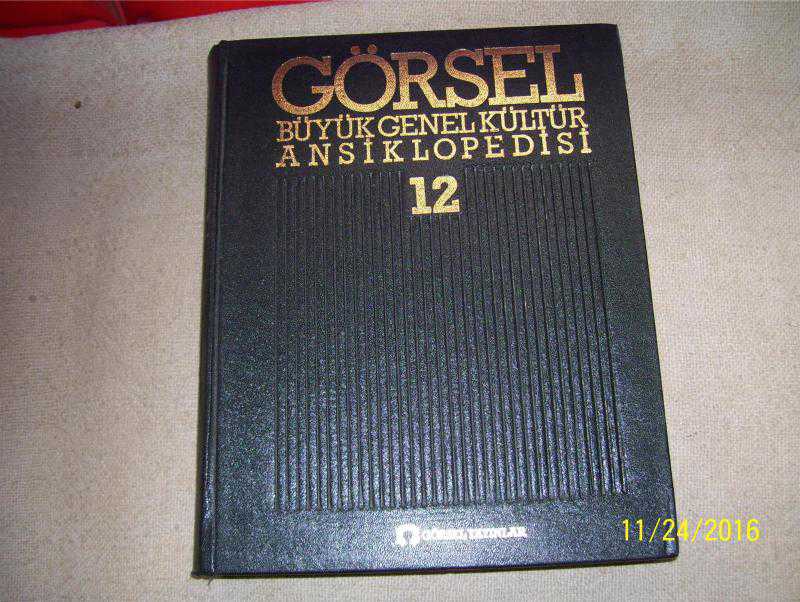 GÖRSEL
BÜYÜK GENEL KÜLTÜR
ANSİKLOPEDİSİ
12
GÖRSEL YAYINLAR
11/24/2016